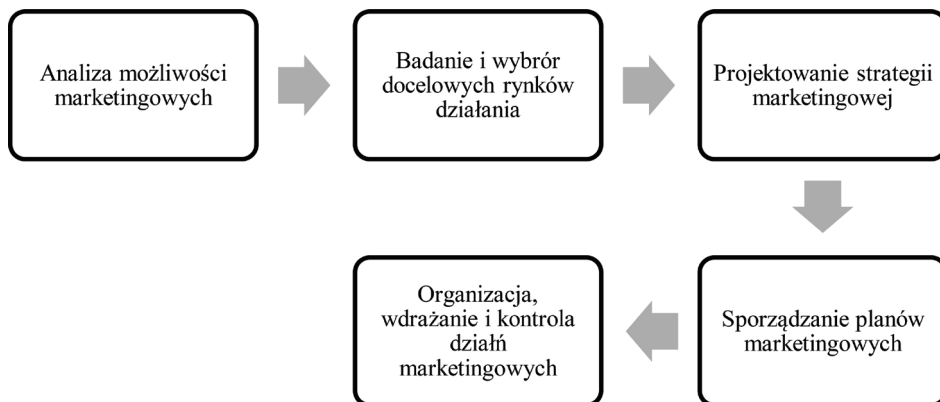 Analiza możliwości
marketingowych
Badanie i wybrór
docelowych rynków
działania
Projektowanie strategii
marketingowej
Sporządzanie planów
marketingowych
Organizacja,
wdrażanie i kontrola
działń
marketingowych